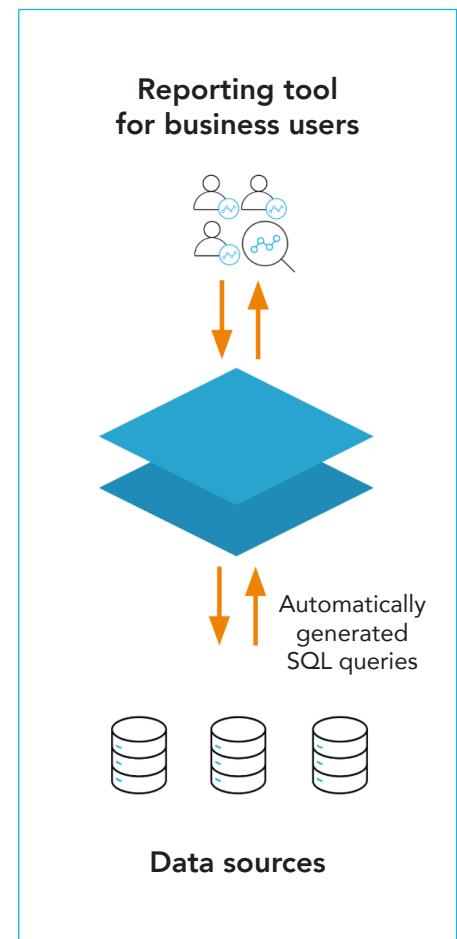 Reporting tool
for business users
Automatically
generated
SQL queries
Data sources